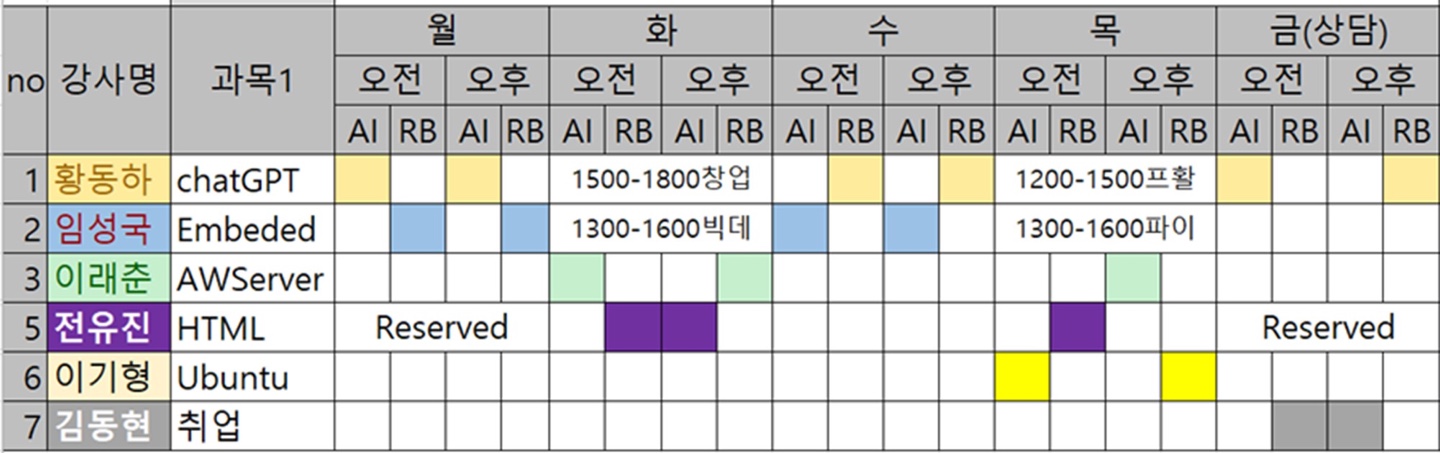 no 강사명 과목1 월 화 수 목 금(상담)
오전 오후 오전 오후 오전 오후 오전 오후 오전 오후
AI RB AI RB AI RB AI RB AI RB AI RB AI RB AI RB AI RB AI RB
1 황동하 chatGPT 1500-1800창업 1200-1500프활
2 임성국 Embeded 1300-1600빅데 1300-1600파이
3 이래춘 AWServer
5 전유진 HTML Reserved Reserved
6 이기형 Ubuntu
7 김동현 취업